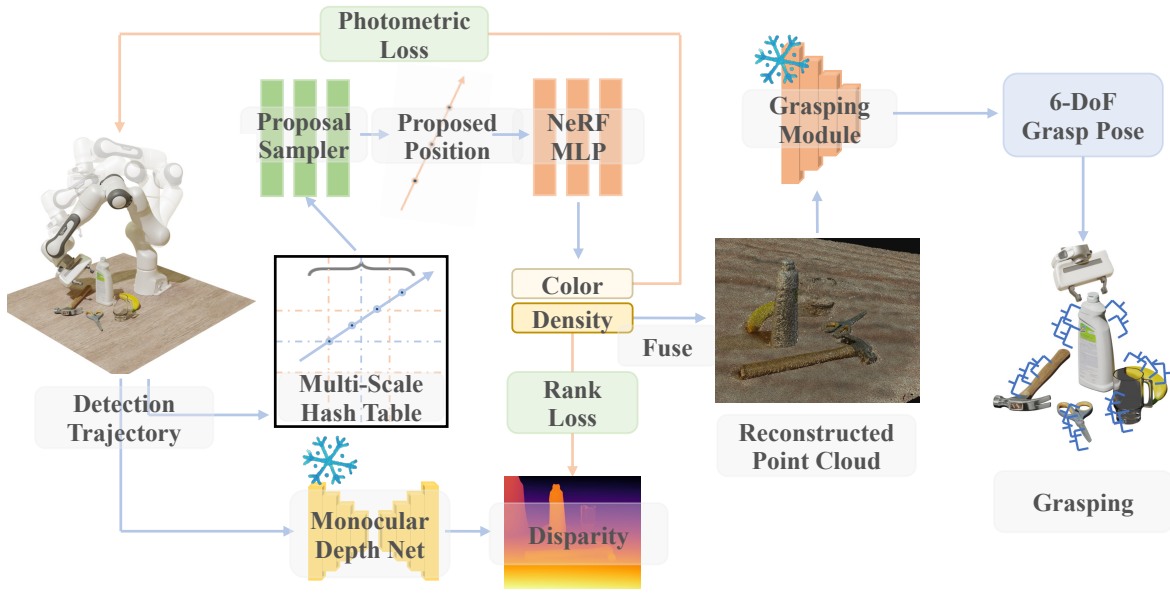 Photometric
Loss
Proposal
Sampler
Proposed
Position
NeRF
MLP
Grasping
Module
6-DoF
Grasp Pose
Color
Density
Fuse
Multi-Scale
Hash Table
Detection
Trajectory
Rank
Loss
Reconstructed
Point Cloud
Monocular
Depth Net
Disparity
Grasping